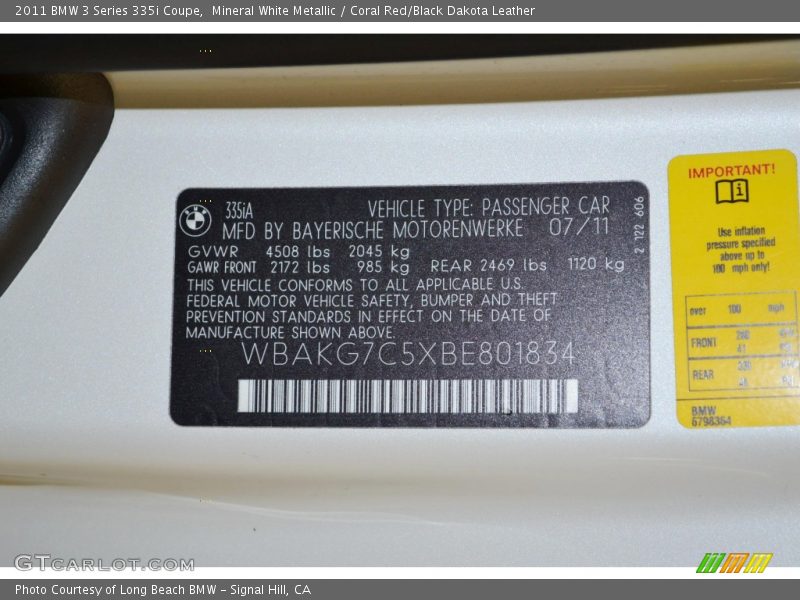 2011 BMW 3 Series 335i Coupe,  Mineral White Metallic / Coral Red/Black Dakota Leather
335iA VEHICLE TYPE: PASSENGER CAR
MFD BY BAYERISCHE MOTORENWERKE 07/11
GVWR 4508 lbs 2045 kg
GAWR FRONT 2172 lbs 985 kg REAR 2469 lbs 1120 kg
THIS VEHICLE CONFORMS TO ALL APPLICABLE U.S.
FEDERAL MOTOR VEHICLE SAFETY, BUMPER AND THEFT
PREVENTION STANDARDS IN EFFECT ON THE DATE OF
MANUFACTURE SHOWN ABOVE
WBAKG7C5XBE801834
2 122 606
IMPORTANT!
Use inflation
pressure specified
above up to
100 mph only!
over 100 mph
FRONT
REAR
BMW
6798364
GTCARLOT.COM
Photo Courtesy of Long Beach BMW – Signal Hill, CA